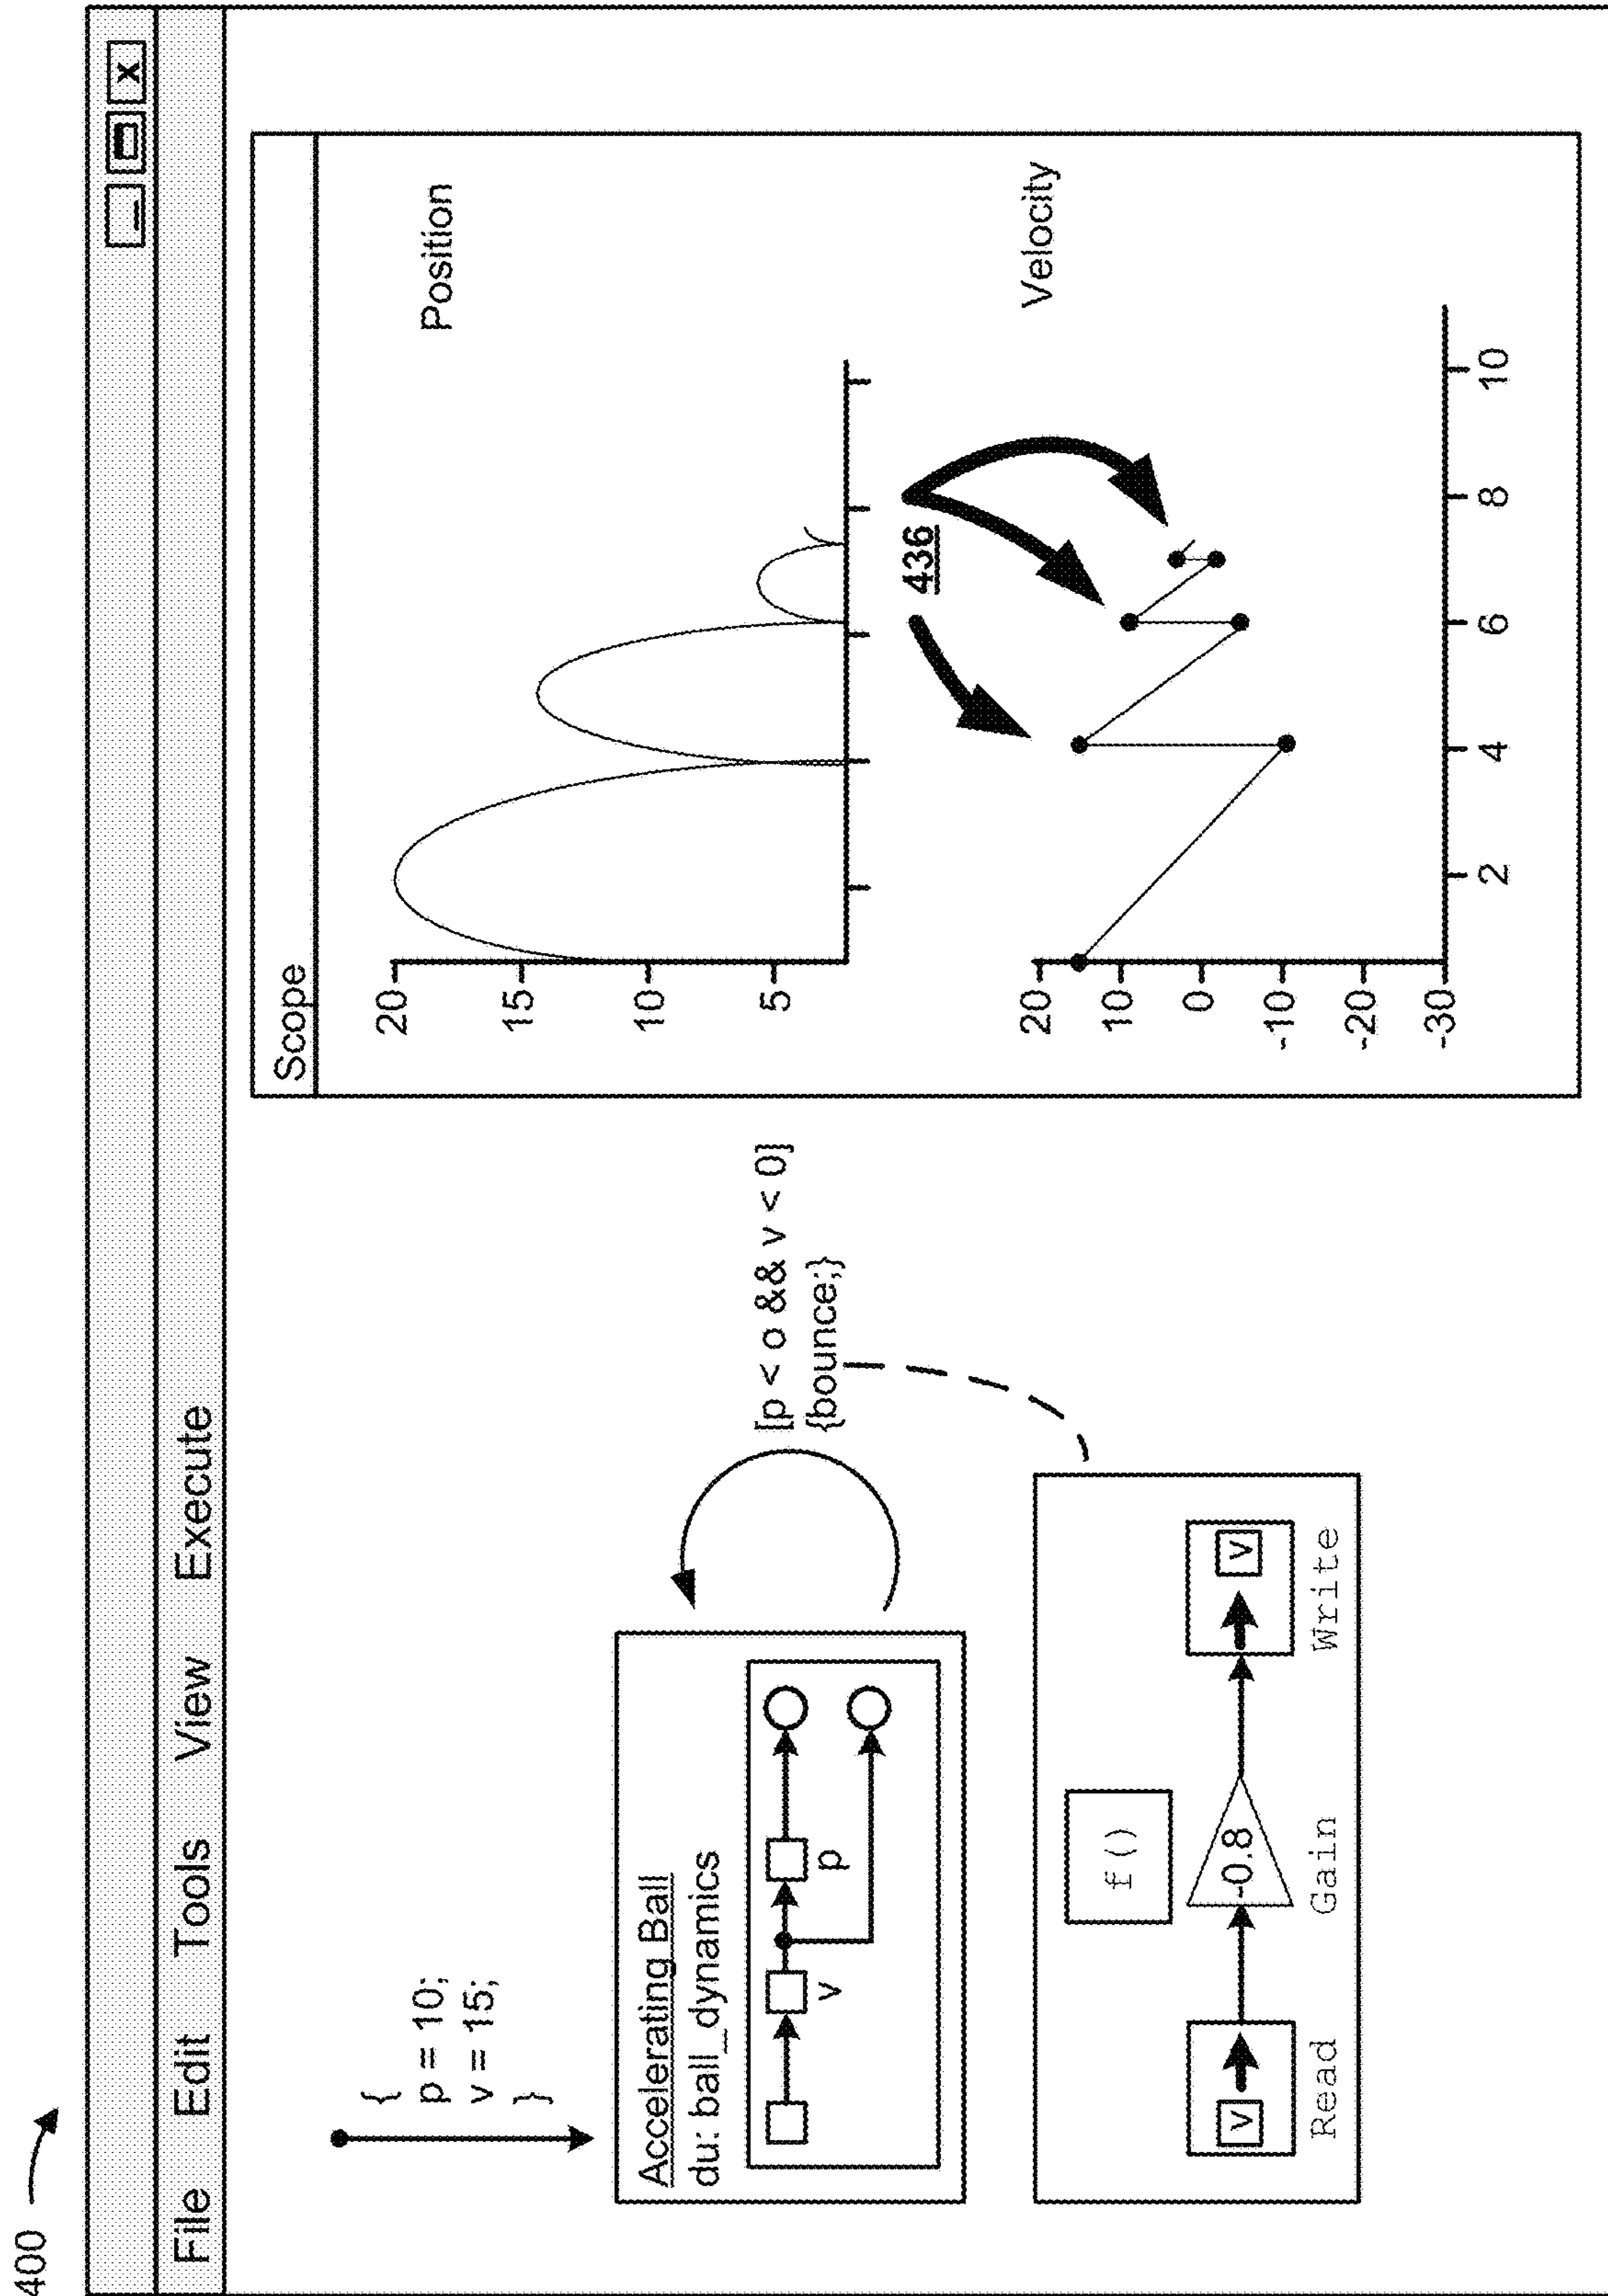 400
File Edit Tools View Execute
_ X
{
p = 10;
v = 15;
}
Accelerating Ball
du: ball_dynamics
v
p
[p < o && v < 0]
{bounce;}
f()
v
-0.8
v
Read
Gain
Write
Scope
Position
20
15
10
5
436
Velocity
20
10
0
-10
-20
-30
2
4
6
8
10